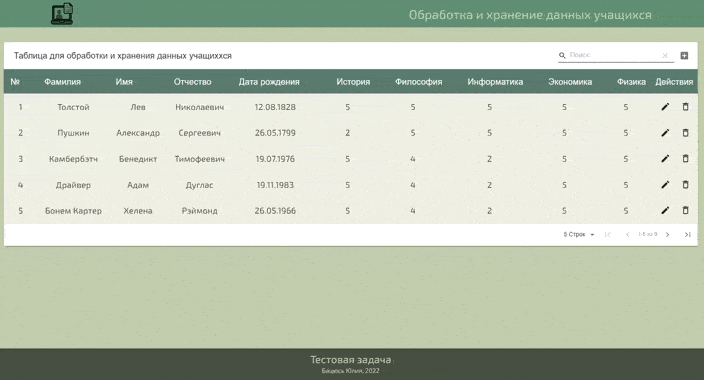 Обработка и хранение данных учащихся
Таблица для обработки и хранения данных учащиххся
Поиск
№ Фамилия Имя Отчество Дата рождения История Философия Информатика Экономика Физика Действия
1 Толстой Лев Николаевич 12.08.1828 5 5 5 5 5
2 Пушкин Александр Сергеевич 26.05.1799 2 5 5 5 5
3 Камбербэтч Бенедикт Тимофеевич 19.07.1976 5 4 2 5 5
4 Драйвер Адам Дуглас 19.11.1983 5 4 2 5 5
5 Бонем Картер Хелена Рэймонд 26.05.1966 5 4 2 5 5
5 Строк 1-5 из 9
Тестовая задача
Бацюсь Юлия, 2022